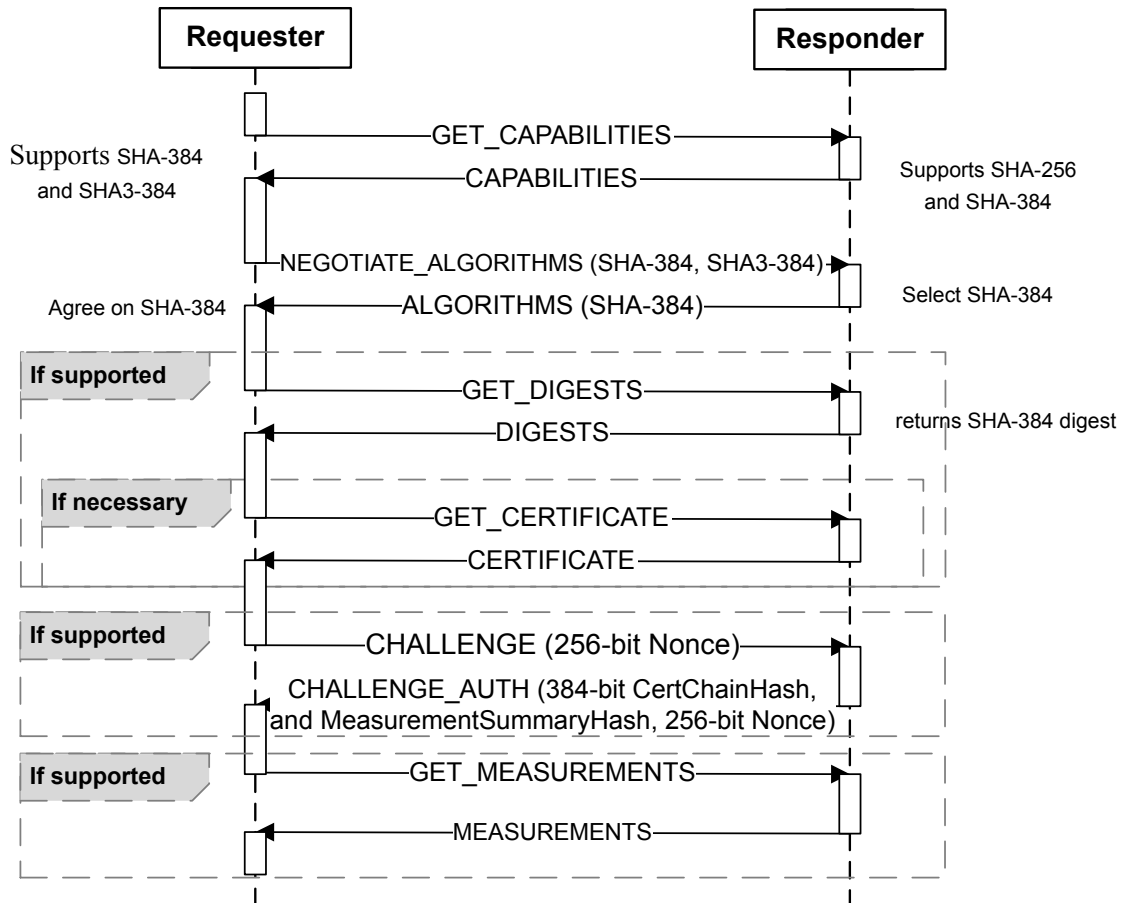 Requester
Responder
GET_CAPABILITIES
Supports SHA-384
and SHA3-384
CAPABILITIES
Supports SHA-256
and SHA-384
NEGOTIATE_ALGORITHMS (SHA-384, SHA3-384)
Agree on SHA-384
ALGORITHMS (SHA-384)
Select SHA-384
If supported
GET_DIGESTS
DIGESTS
returns SHA-384 digest
If necessary
GET_CERTIFICATE
CERTIFICATE
If supported
CHALLENGE (256-bit Nonce)
CHALLENGE_AUTH (384-bit CertChainHash,
and MeasurementSummaryHash, 256-bit Nonce)
If supported
GET_MEASUREMENTS
MEASUREMENTS